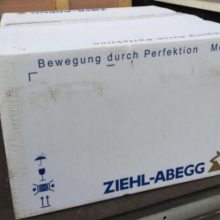 Bewegung durch Perfektion
ZIEHL-ABEGG